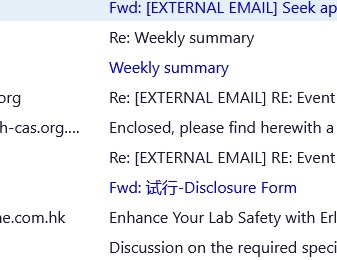 Fwd: [EXTERNAL EMAIL] Seek ap
Re: Weekly summary
Weekly summary
org Re: [EXTERNAL EMAIL] RE: Event
h-cas.org.... Enclosed, please find herewith a
Re: [EXTERNAL EMAIL] RE: Event
Fwd: 试行-Disclosure Form
ne.com.hk Enhance Your Lab Safety with Erl
Discussion on the required speci